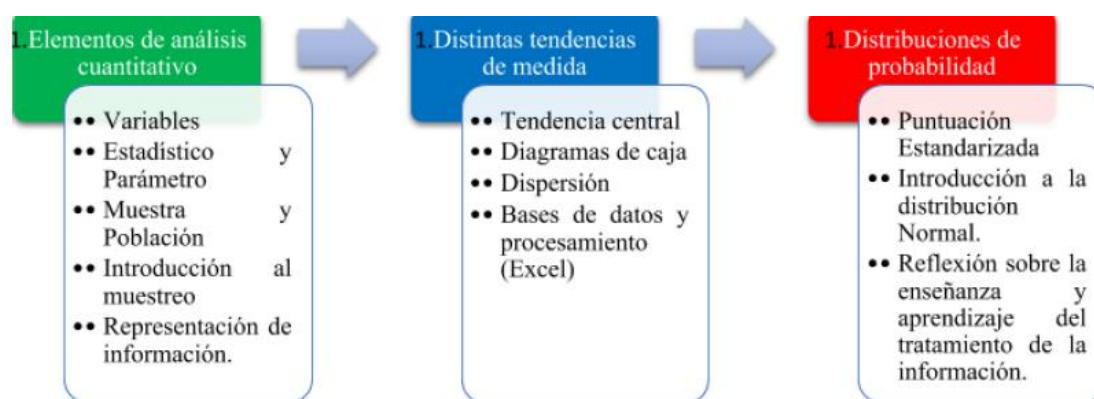 1.Elementos de análisis
cuantitativo
•• Variables
•• Estadístico y
Parámetro
•• Muestra y
Población
•• Introducción al
muestreo
•• Representación de
información.
1.Distintas tendencias
de medida
•• Tendencia central
•• Diagramas de caja
•• Dispersión
•• Bases de datos y
procesamiento
(Excel)
1.Distribuciones de
probabilidad
•• Puntuación
Estandarizada
•• Introducción a la
distribución
Normal.
•• Reflexión sobre la
enseñanza y
aprendizaje del
tratamiento de la
información.